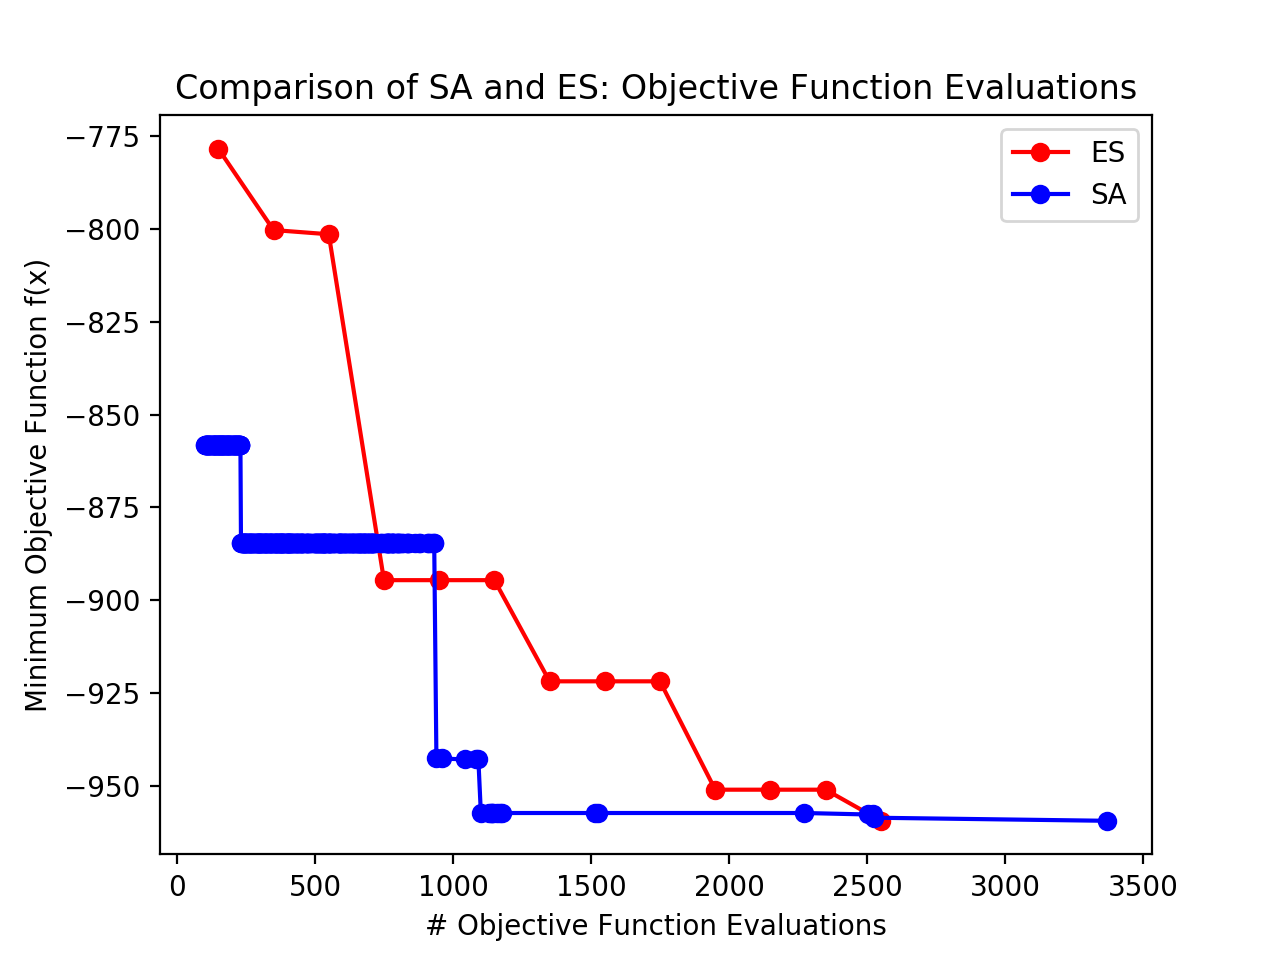 Comparison of SA and ES: Objective Function Evaluations
ES
SA
Minimum Objective Function f(x)
−775
−800
−825
−850
−875
−900
−925
−950
0 500 1000 1500 2000 2500 3000 3500
# Objective Function Evaluations